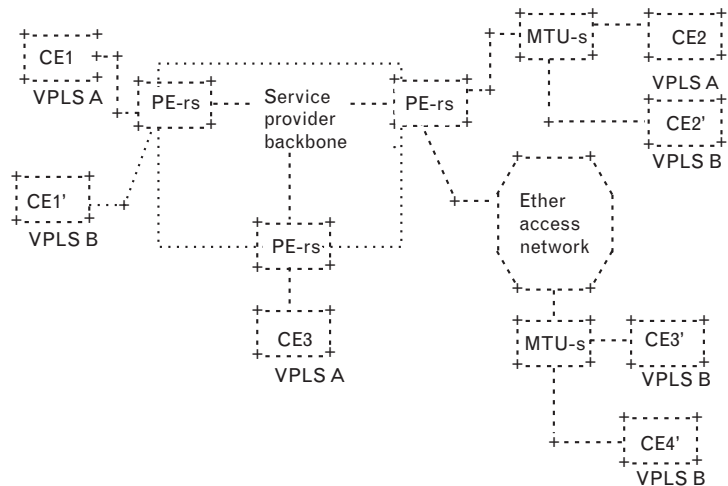 CE1
VPLS A
PE-rs
Service
provider
backbone
PE-rs
MTU-s
CE2
VPLS A
CE2'
VPLS B
CE1'
VPLS B
Ether
access
network
PE-rs
CE3
VPLS A
MTU-s
CE3'
VPLS B
CE4'
VPLS B